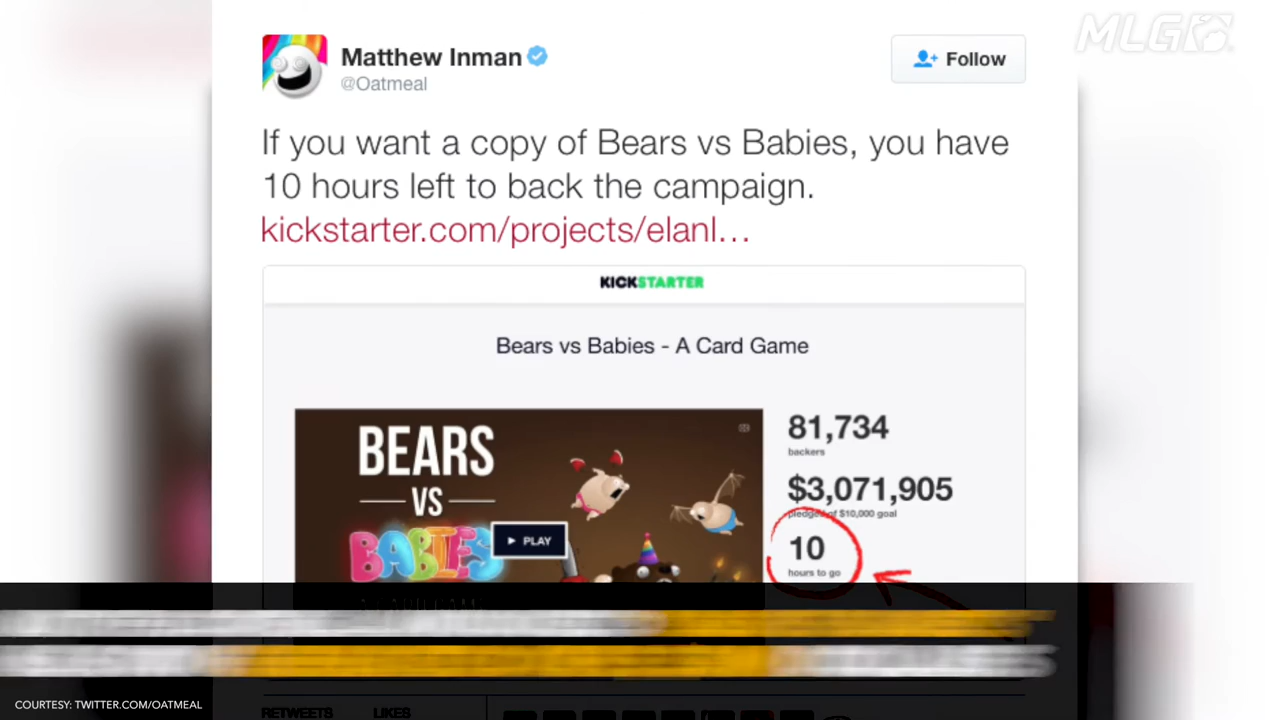 MLG
Matthew Inman
Follow
@Oatmeal
If you want a copy of Bears vs Babies, you have
10 hours left to back the campaign.
kickstarter.com/projects/elanl…
KICKSTARTER
Bears vs Babies - A Card Game
BEARS
VS
BABIES
PLAY
81,734
backers
$3,071,905
pledged of $10,000 goal
10
hours to go
COURTESY: TWITTER.COM/OATMEAL
RETWEETS LIKES